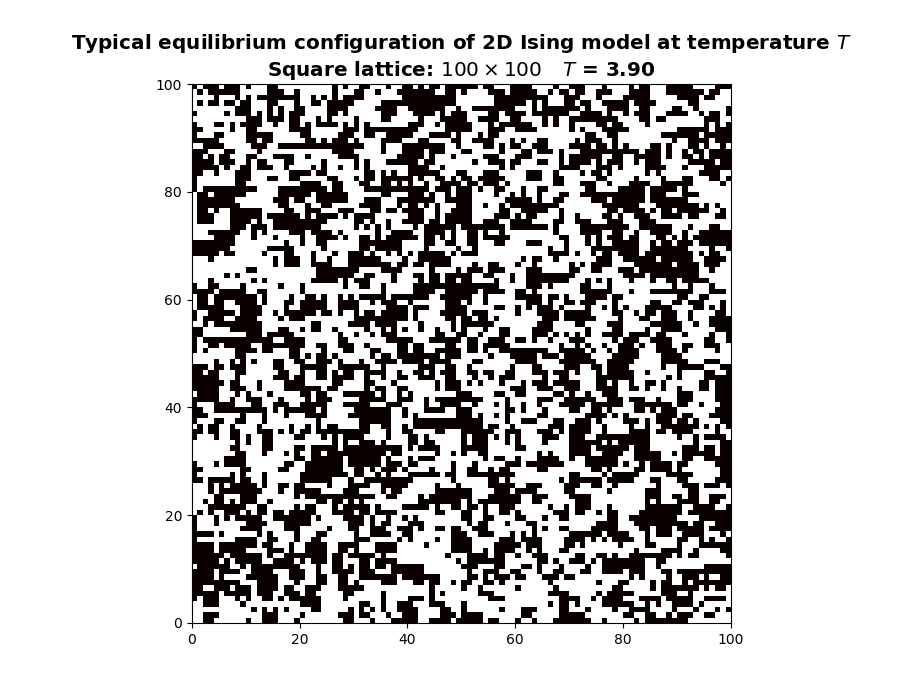 Typical equilibrium configuration of 2D Ising model at temperature T
Square lattice: 100 × 100 T = 3.90
100
80
60
40
20
0
0 20 40 60 80 100